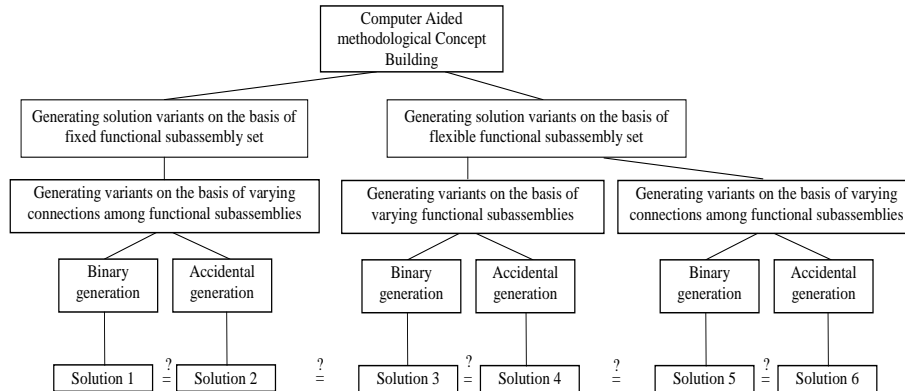 Computer Aided
methodological Concept
Building
Generating solution variants on the basis of
fixed functional subassembly set
Generating solution variants on the basis of
flexible functional subassembly set
Generating variants on the basis of varying
connections among functional subassemblies
Generating variants on the basis of
varying functional subassemblies
Generating variants on the basis of varying
connections among functional subassemblies
Binary
generation
Accidental
generation
Binary
generation
Accidental
generation
Binary
generation
Accidental
generation
? ? ? ? ?
Solution 1 = Solution 2 = Solution 3 = Solution 4 = Solution 5 = Solution 6